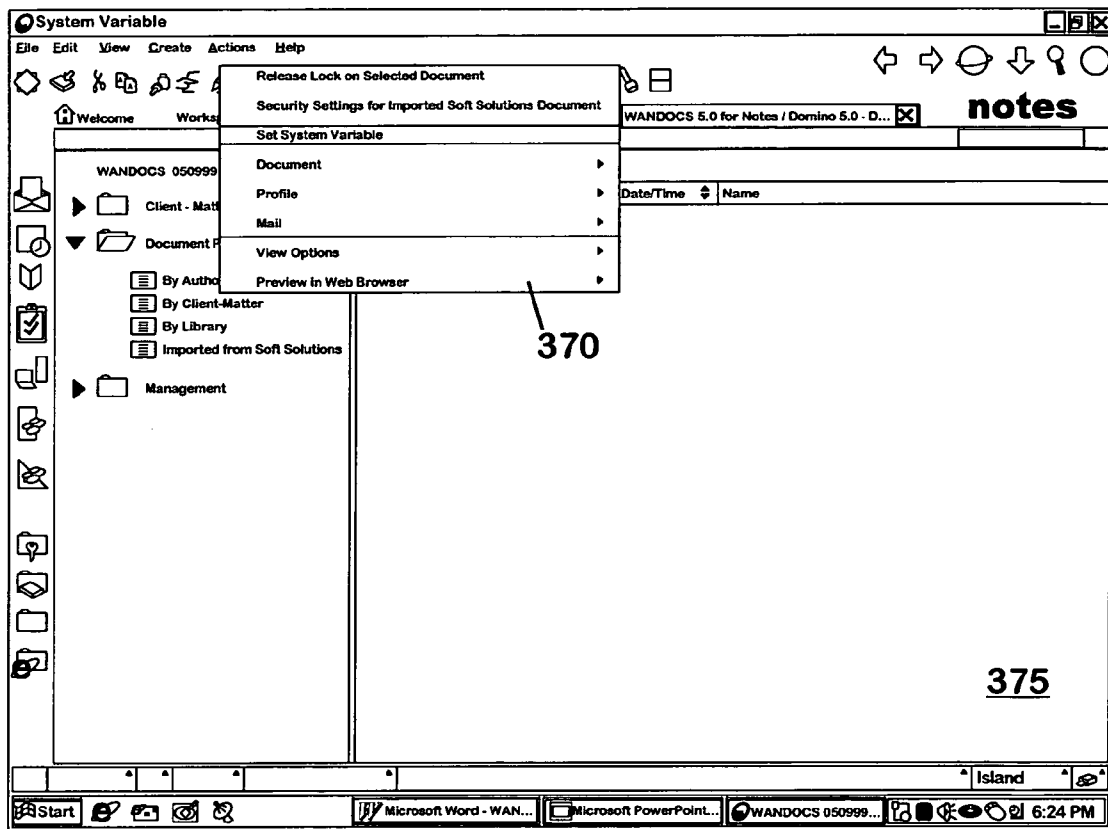 System Variable
File Edit View Create Actions Help
Release Lock on Selected Document
Security Settings for Imported Soft Solutions Document
Set System Variable
Document
Profile
Mail
View Options
Preview in Web Browser
notes
Welcome
WANDOCS 5.0 for Notes / Domino 5.0 - D...
WANDOCS 050999
Date/Time Name
Client - Matt
Document P
By Autho
By Client-Matter
By Library
Imported from Soft Solutions
Management
370
375
Island
Start Microsoft Word - WAN... Microsoft PowerPoint... WANDOCS 050999... 6:24 PM